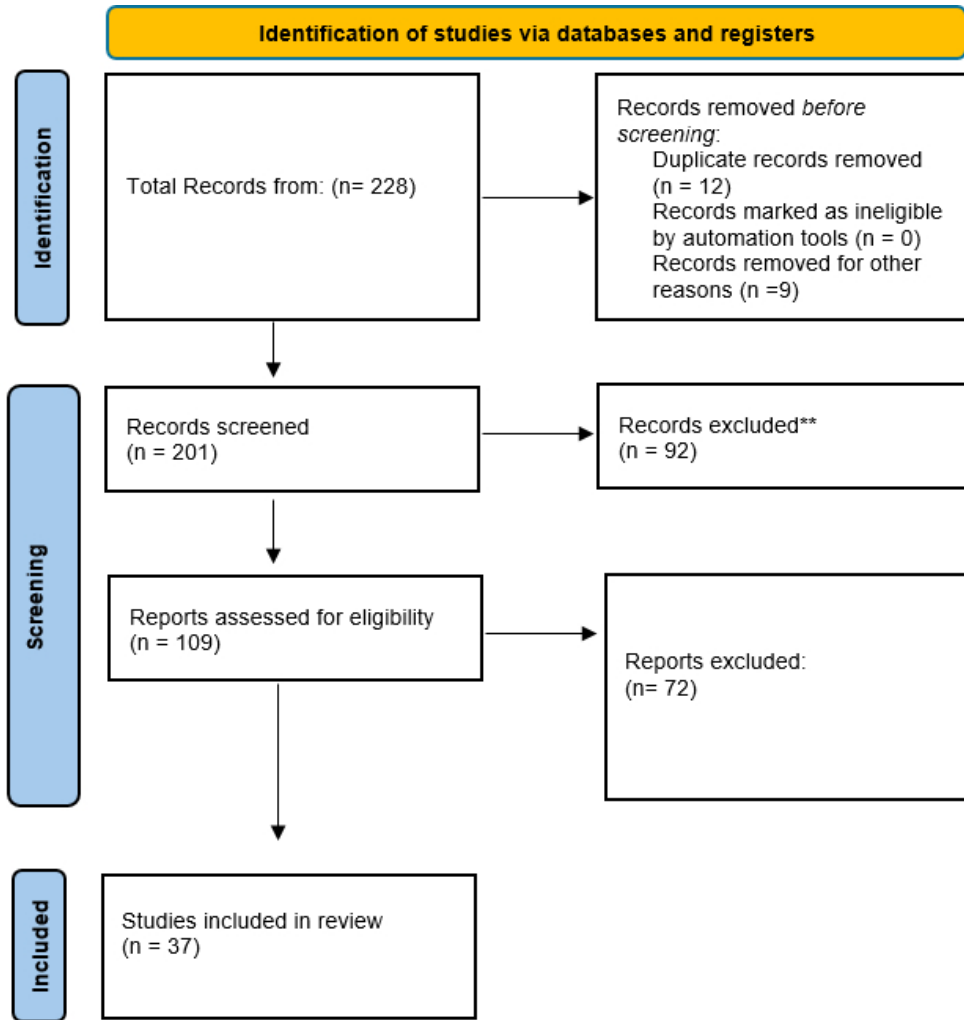 Identification of studies via databases and registers
Identification
Total Records from: (n= 228)
Records removed before
screening:
Duplicate records removed
(n = 12)
Records marked as ineligible
by automation tools (n = 0)
Records removed for other
reasons (n =9)
Screening
Records screened
(n = 201)
Records excluded**
(n = 92)
Reports assessed for eligibility
(n = 109)
Reports excluded:
(n= 72)
Included
Studies included in review
(n = 37)